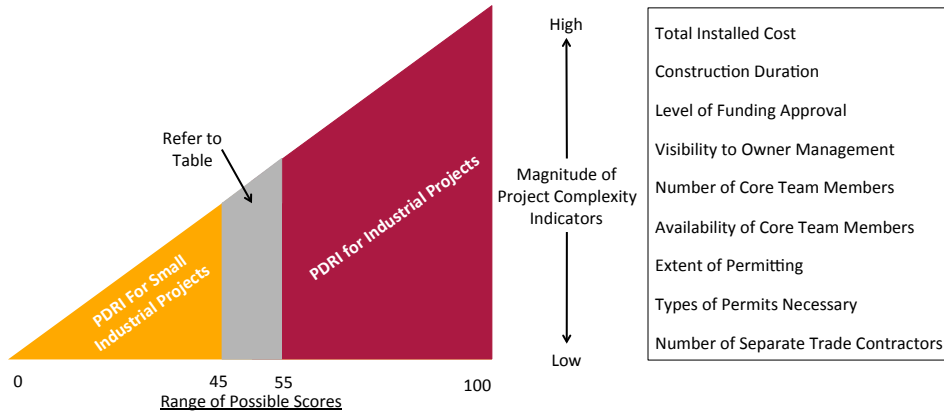 High
Total Installed Cost
Construction Duration
Level of Funding Approval
Visibility to Owner Management
Number of Core Team Members
Availability of Core Team Members
Extent of Permitting
Types of Permits Necessary
Number of Separate Trade Contractors
Refer to
Table
Magnitude of
Project Complexity
Indicators
PDRI For Small
Industrial Projects
PDRI for Industrial Projects
Low
0
45
55
100
Range of Possible Scores